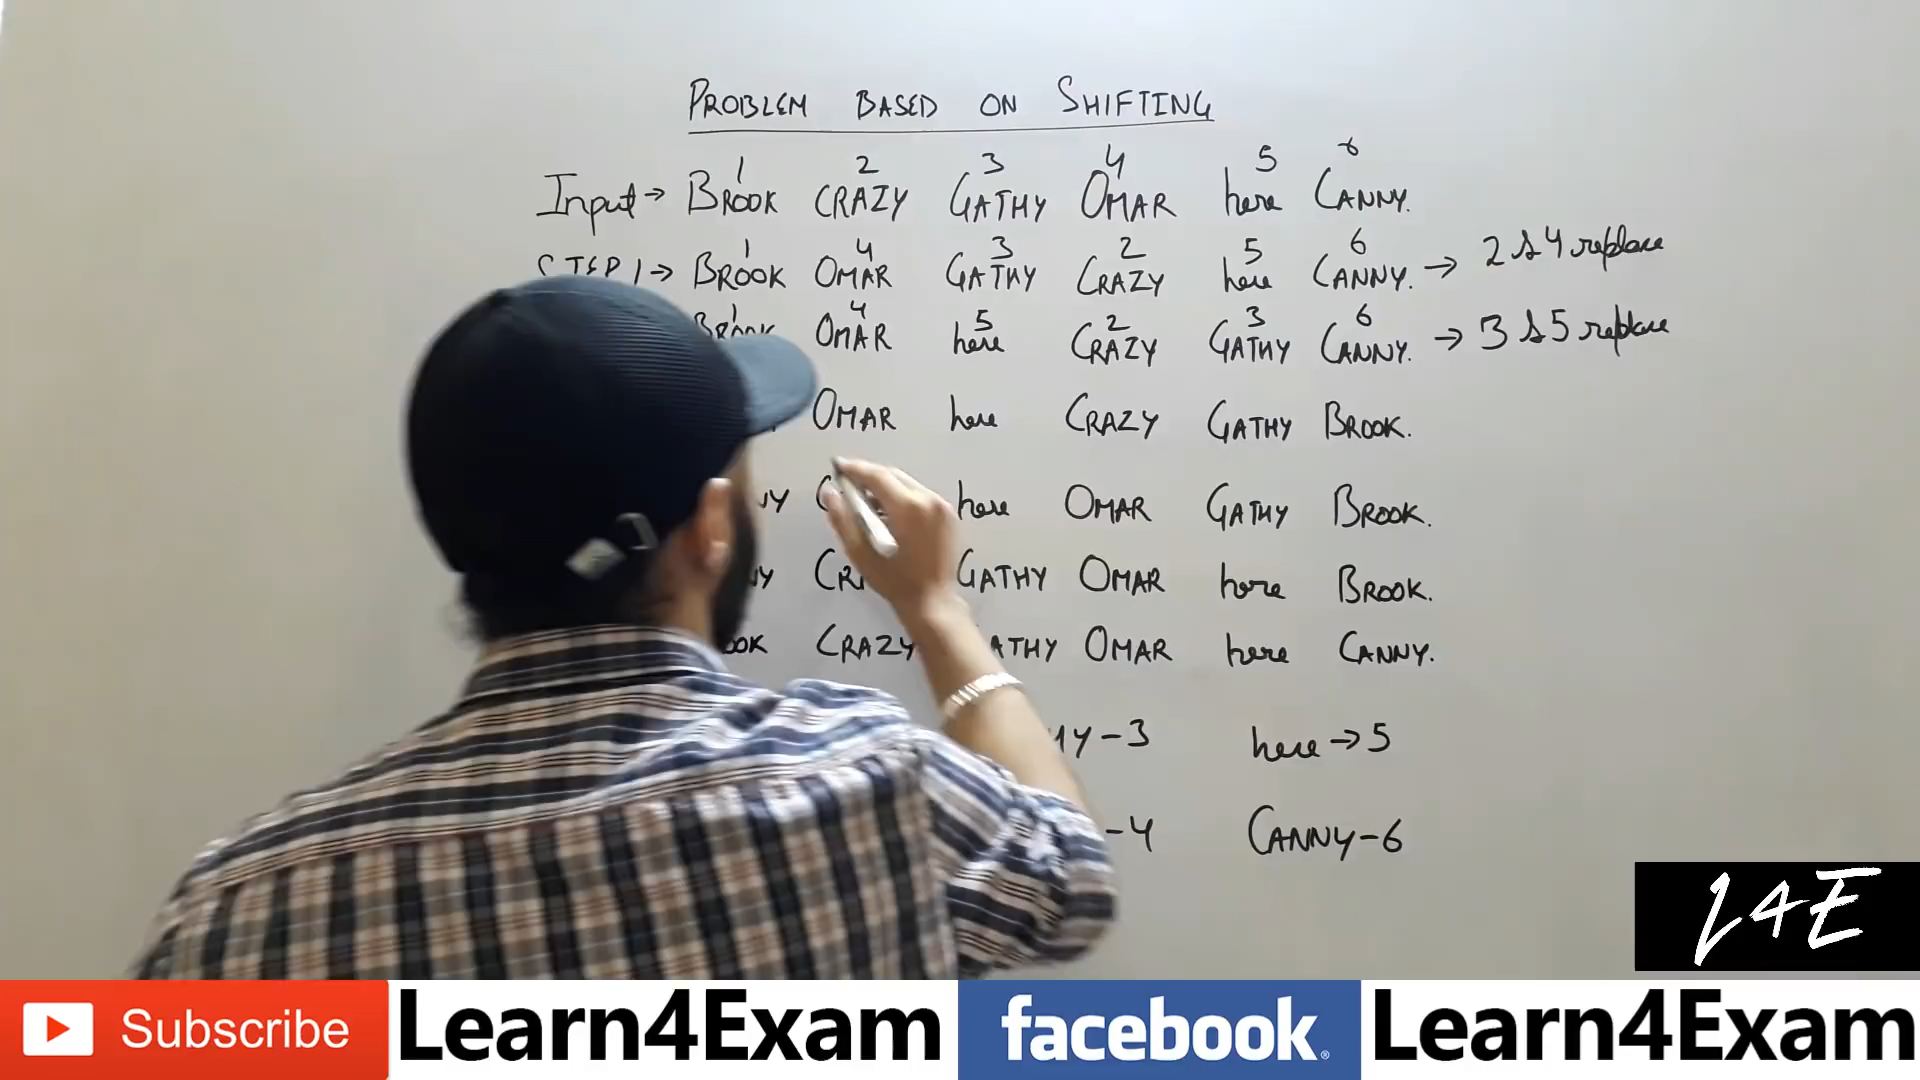 PROBLEM BASED ON SHIFTING
1 2 3 4 5 6
Input → BROOK CRAZY GATHY OMAR here CANNY.
1 4 3 2 5 6
STEP 1 → BROOK OMAR GATHY CRAZY here CANNY. → 2 & 4 replace
1 4 5 2 3 6
BROOK OMAR here CRAZY GATHY CANNY. → 3 & 5 replace
OMAR here CRAZY GATHY BROOK.
here OMAR GATHY BROOK.
GATHY OMAR here BROOK.
CRAZY OMAR here CANNY.
-3 here → 5
-4 CANNY-6
L4E
Subscribe Learn4Exam facebook Learn4Exam